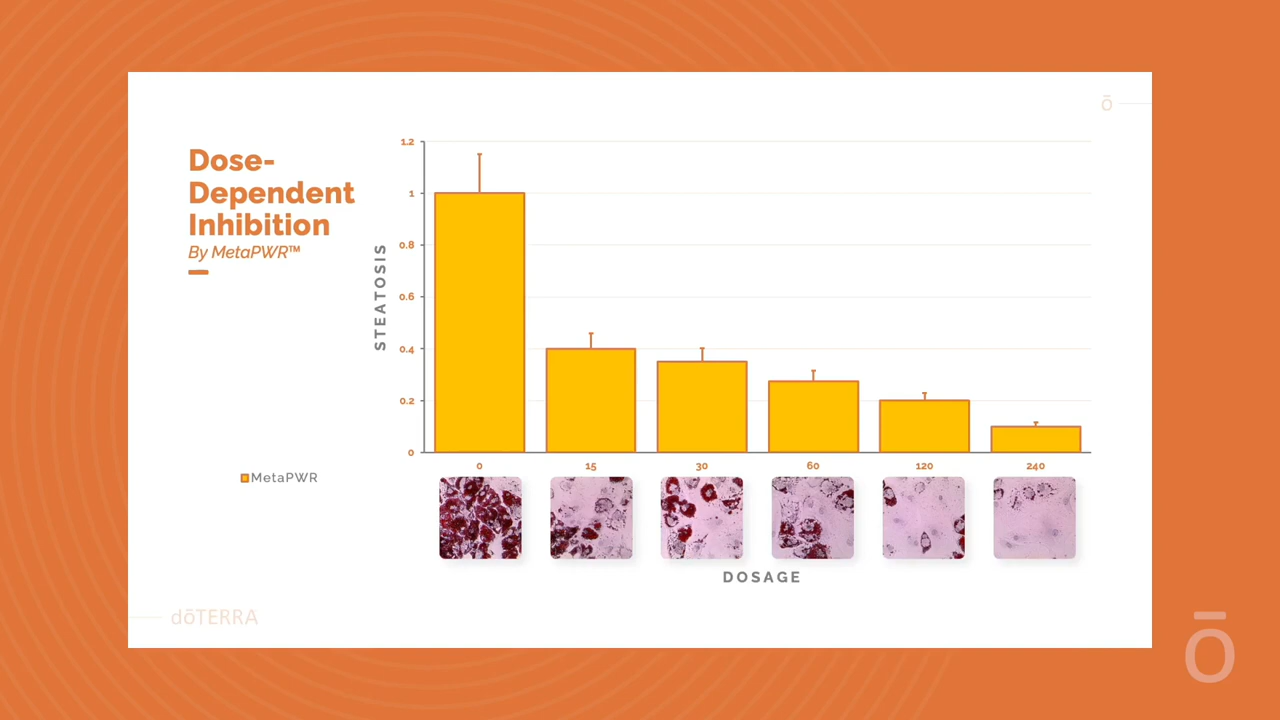 ō
Dose-
Dependent
Inhibition
By MetaPWR™
STEATOSIS
1.2
1
0.8
0.6
0.4
0.2
0
0 15 30 60 120 240
MetaPWR
DOSAGE
dōTERRA
ō